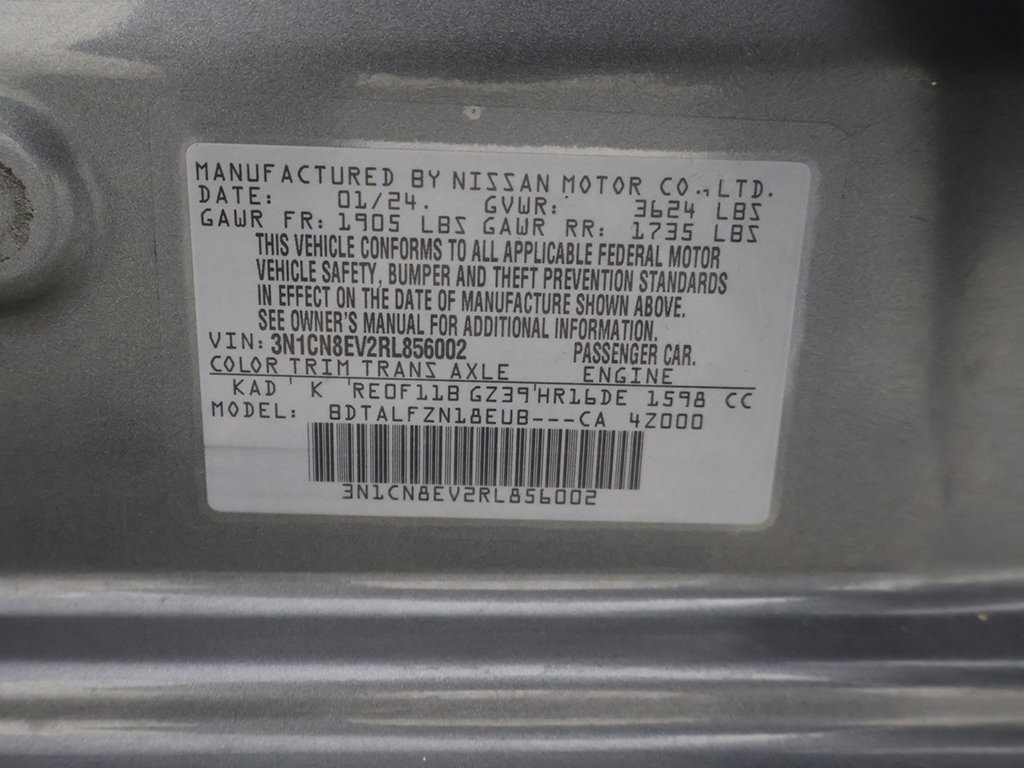 MANUFACTURED BY NISSAN MOTOR CO., LTD.
DATE: 01/24. GVWR: 3624 LBS
GAWR FR: 1905 LBS GAWR RR: 1735 LBS
THIS VEHICLE CONFORMS TO ALL APPLICABLE FEDERAL MOTOR
VEHICLE SAFETY, BUMPER AND THEFT PREVENTION STANDARDS
IN EFFECT ON THE DATE OF MANUFACTURE SHOWN ABOVE.
SEE OWNER'S MANUAL FOR ADDITIONAL INFORMATION.
VIN: 3N1CN8EV2RL856002 PASSENGER CAR.
COLOR TRIM TRANS AXLE ENGINE
KAD ' K 'RE0F11B GZ39'HR16DE 1598 CC
MODEL: BDTALFZN18EUB---CA 4Z000
3N1CN8EV2RL856002